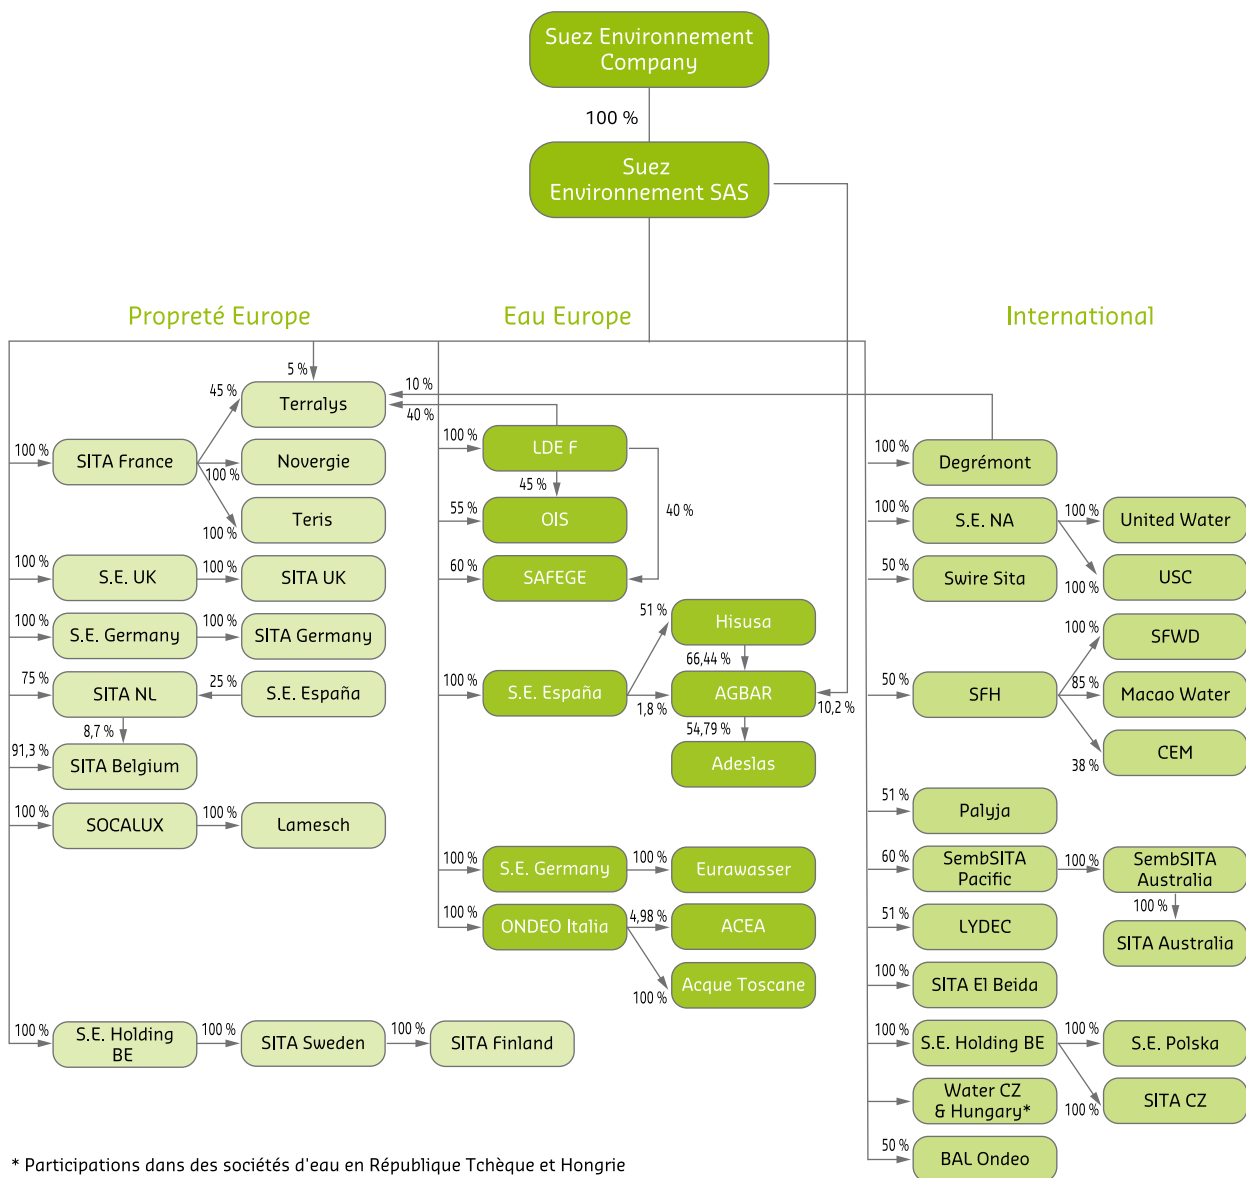 Suez Environnement
Company
100 %
Suez
Environnement SAS
Propreté Europe
Eau Europe
International
5 %
45 %
Terralys
10 %
40 %
100 %
SITA France
Novergie
100 %
Teris
100 %
100 %
LDE F
45 %
55 %
OIS
40 %
60 %
SAFEGE
100 %
Degrémont
100 %
S.E. NA
100 %
United Water
USC
100 %
50 %
Swire Sita
100 %
S.E. UK
100 %
SITA UK
100 %
S.E. Germany
100 %
SITA Germany
75 %
SITA NL
25 %
S.E. España
8,7 %
91,3 %
SITA Belgium
100 %
SOCALUX
100 %
Lamesch
51 %
Hisusa
66,44 %
100 %
S.E. España
AGBAR
1,8 %
10,2 %
54,79 %
Adeslas
100 %
SFWD
50 %
SFH
85 %
Macao Water
CEM
38 %
51 %
Palyja
100 %
S.E. Germany
100 %
Eurawasser
60 %
SembSITA
Pacific
100 %
SembSITA
Australia
100 %
SITA Australia
100 %
ONDEO Italia
4,98 %
ACEA
Acque Toscane
100 %
51 %
LYDEC
100 %
SITA El Beida
100 %
S.E. Holding
BE
100 %
SITA Sweden
100 %
SITA Finland
100 %
S.E. Holding BE
100 %
S.E. Polska
SITA CZ
100 %
Water CZ
& Hungary*
50 %
BAL Ondeo
* Participations dans des sociétés d'eau en République Tchèque et Hongrie